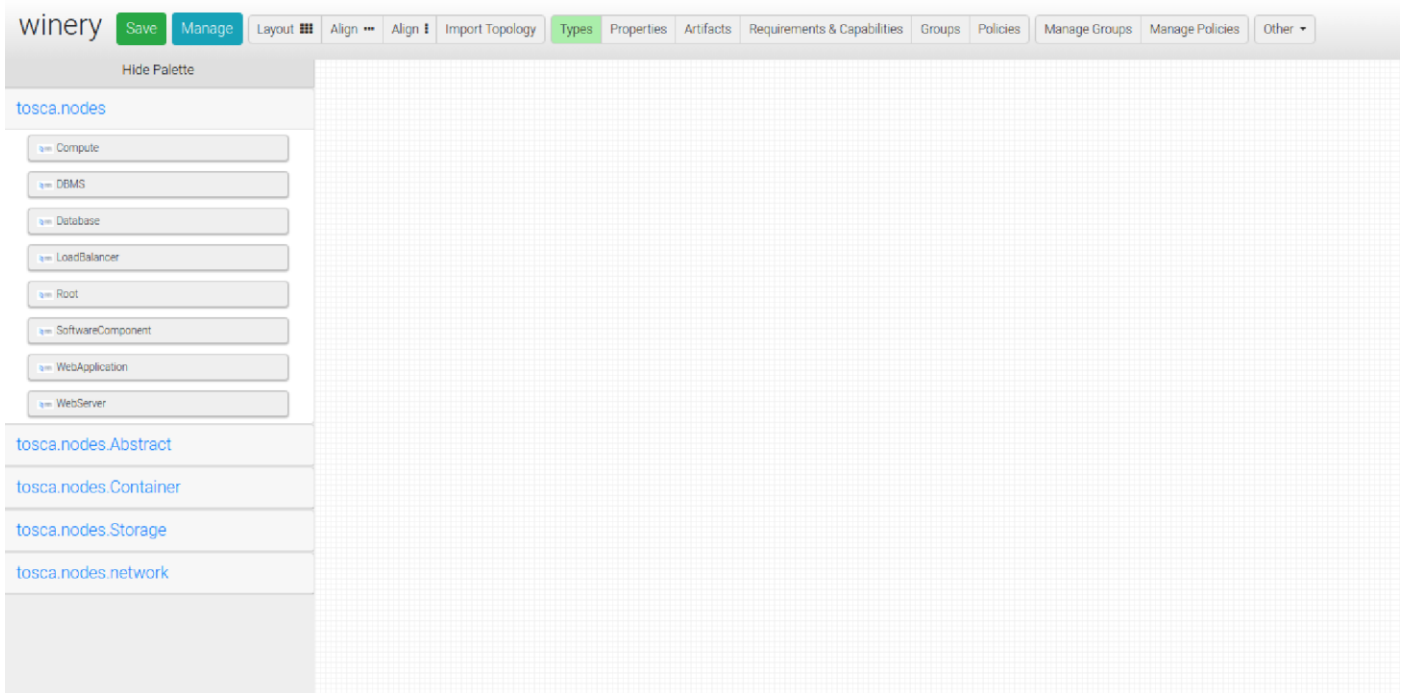 winery Save Manage Layout Align Align Import Topology Types Properties Artifacts Requirements & Capabilities Groups Policies Manage Groups Manage Policies Other
Hide Palette
tosca.nodes
Compute
DBMS
Database
LoadBalancer
Root
SoftwareComponent
WebApplication
WebServer
tosca.nodes.Abstract
tosca.nodes.Container
tosca.nodes.Storage
tosca.nodes.network